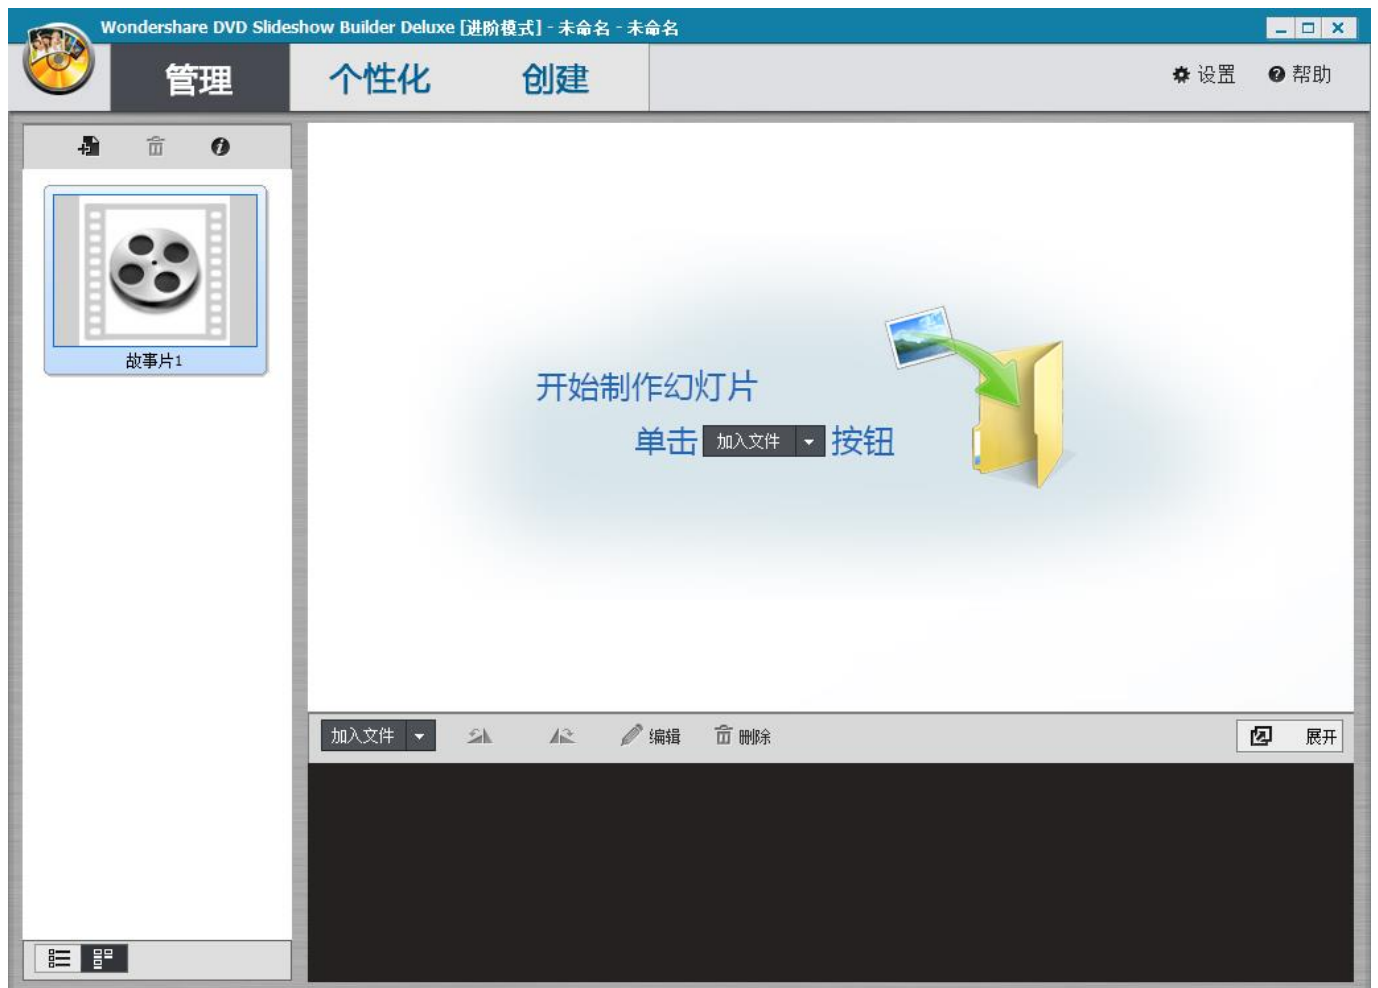 Wondershare DVD Slideshow Builder Deluxe [进阶模式] - 未命名 - 未命名
管理 个性化 创建 设置 帮助
故事片1
开始制作幻灯片
单击 加入文件 按钮
加入文件 编辑 删除 展开